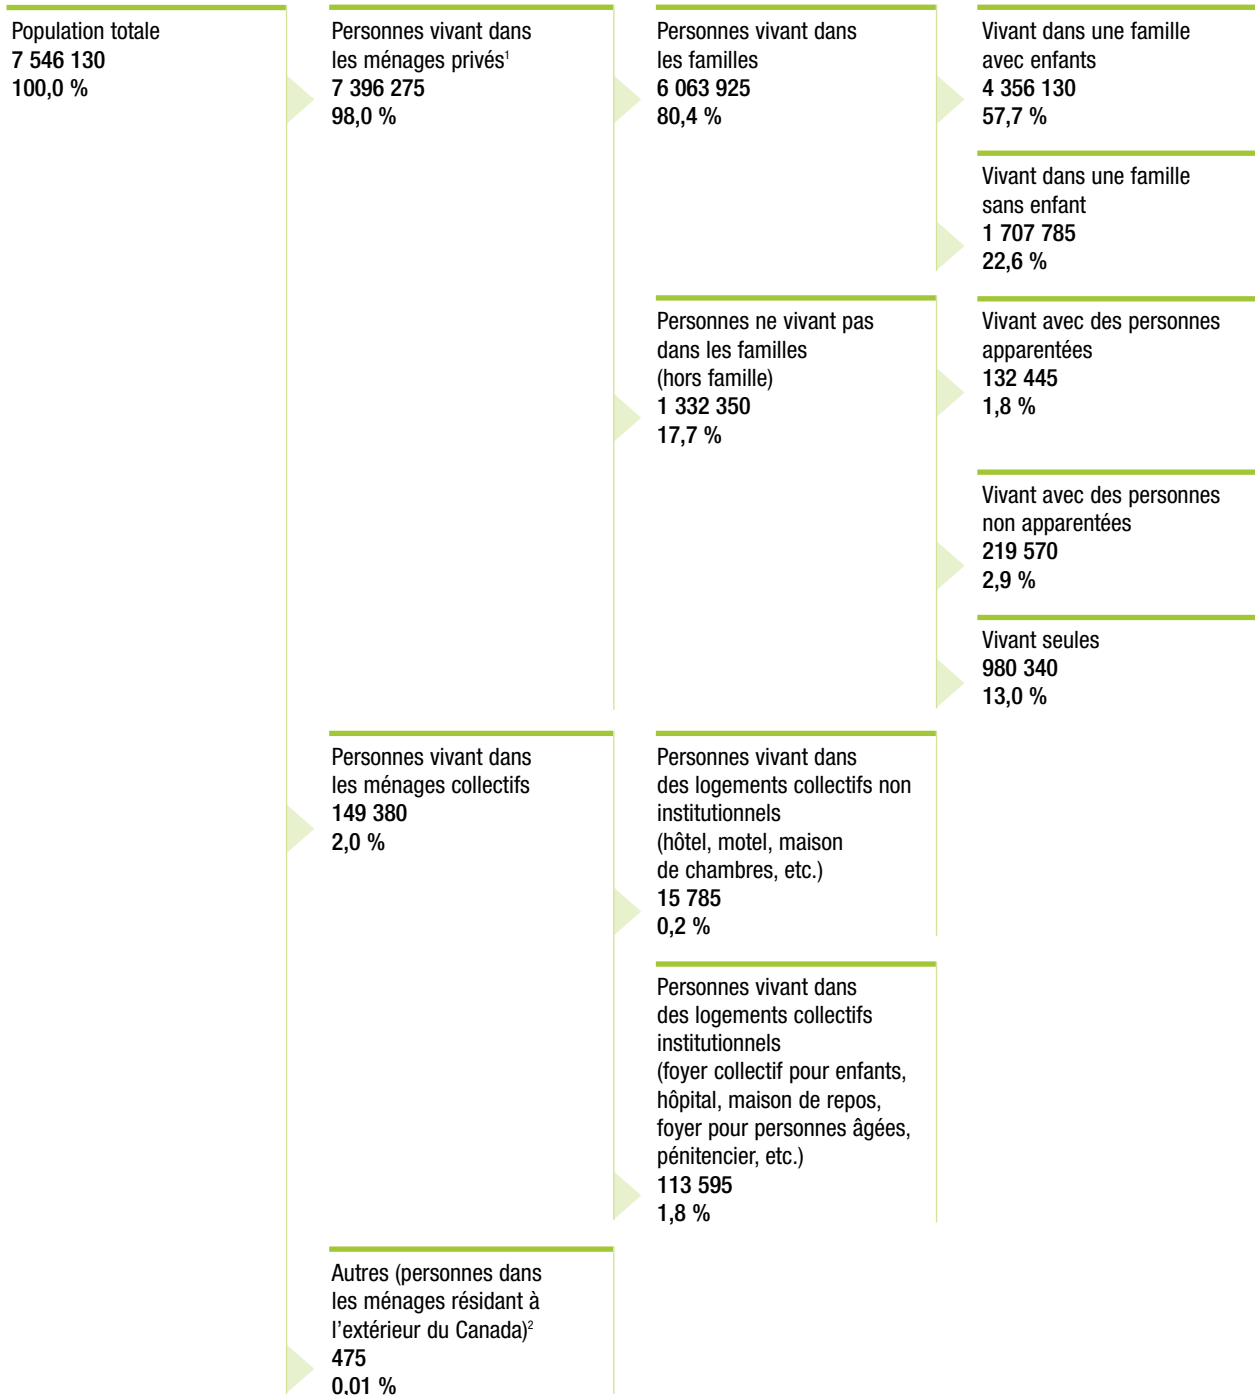 Population totale
7 546 130
100,0 %
Personnes vivant dans
les ménages privés¹
7 396 275
98,0 %
Personnes vivant dans
les familles
6 063 925
80,4 %
Vivant dans une famille
avec enfants
4 356 130
57,7 %
Vivant dans une famille
sans enfant
1 707 785
22,6 %
Personnes ne vivant pas
dans les familles
(hors famille)
1 332 350
17,7 %
Vivant avec des personnes
apparentées
132 445
1,8 %
Vivant avec des personnes
non apparentées
219 570
2,9 %
Vivant seules
980 340
13,0 %
Personnes vivant dans
les ménages collectifs
149 380
2,0 %
Personnes vivant dans
des logements collectifs non
institutionnels
(hôtel, motel, maison
de chambres, etc.)
15 785
0,2 %
Personnes vivant dans
des logements collectifs
institutionnels
(foyer collectif pour enfants,
hôpital, maison de repos,
foyer pour personnes âgées,
pénitencier, etc.)
113 595
1,8 %
Autres (personnes dans
les ménages résidant à
l'extérieur du Canada)²
475
0,01 %